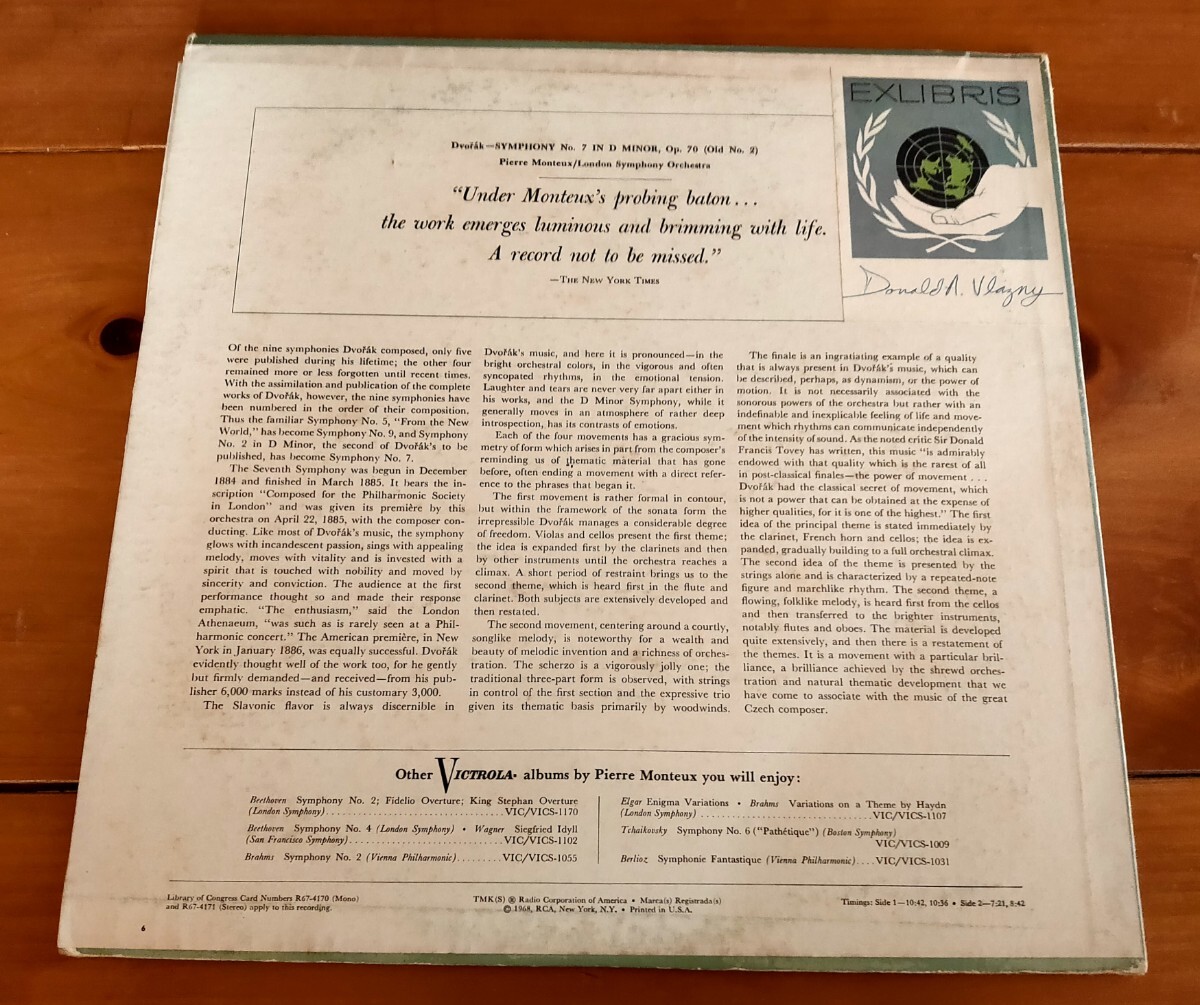 EXLIBRIS
Donald A. Vlazny
Dvořák—SYMPHONY No. 7 IN D MINOR, Op. 70 (Old No. 2)
Pierre Monteux/London Symphony Orchestra
“Under Monteux’s probing baton...
the work emerges luminous and brimming with life.
A record not to be missed.”
—THE NEW YORK TIMES
Of the nine symphonies Dvořák composed, only five
were published during his lifetime; the other four
remained more or less forgotten until recent times.
With the assimilation and publication of the complete
works of Dvořák, however, the nine symphonies have
been numbered in the order of their composition.
Thus the familiar Symphony No. 5, “From the New
World,” has become Symphony No. 9, and Symphony
No. 2 in D Minor, the second of Dvořák’s to be
published, has become Symphony No. 7.
The Seventh Symphony was begun in December
1884 and finished in March 1885. It bears the in-
scription “Composed for the Philharmonic Society
in London” and was given its première by this
orchestra on April 22, 1885, with the composer con-
ducting. Like most of Dvořák’s music, the symphony
glows with incandescent passion, sings with appealing
melody, moves with vitality and is invested with a
spirit that is touched with nobility and moved by
sincerity and conviction. The audience at the first
performance thought so and made their response
emphatic. “The enthusiasm,” said the London
Athenaeum, “was such as is rarely seen at a Phil-
harmonic concert.” The American première, in New
York in January 1886, was equally successful. Dvořák
evidently thought well of the work too, for he gently
but firmly demanded—and received—from his pub-
lisher 6,000 marks instead of his customary 3,000.
The Slavonic flavor is always discernible in
Dvořák’s music, and here it is pronounced—in the
bright orchestral colors, in the vigorous and often
syncopated rhythms, in the emotional tension.
Laughter and tears are never very far apart either in
his works, and the D Minor Symphony, while it
generally moves in an atmosphere of rather deep
introspection, has its contrasts of emotions.
Each of the four movements has a gracious sym-
metry of form which arises in part from the composer’s
reminding us of thematic material that has gone
before, often ending a movement with a direct refer-
ence to the phrases that began it.
The first movement is rather formal in contour,
but within the framework of the sonata form the
irrepressible Dvořák manages a considerable degree
of freedom. Violas and cellos present the first theme;
the idea is expanded first by the clarinets and then
by other instruments until the orchestra reaches a
climax. A short period of restraint brings us to the
second theme, which is heard first in the flute and
clarinet. Both subjects are extensively developed and
then restated.
The second movement, centering around a courtly,
songlike melody, is noteworthy for a wealth and
beauty of melodic invention and a richness of orches-
tration. The scherzo is a vigorously jolly one; the
traditional three-part form is observed, with strings
in control of the first section and the expressive trio
given its thematic basis primarily by woodwinds.
The finale is an ingratiating example of a quality
that is always present in Dvořák’s music, which can
be described, perhaps, as dynamism, or the power of
motion. It is not necessarily associated with the
sonorous powers of the orchestra but rather with an
indefinable and inexplicable feeling of life and move-
ment which rhythms can communicate independently
of the intensity of sound. As the noted critic Sir Donald
Francis Tovey has written, this music “is admirably
endowed with that quality which is the rarest of all
in post-classical finales—the power of movement . . .
Dvořák had the classical secret of movement, which
is not a power that can be obtained at the expense of
higher qualities, for it is one of the highest.” The first
idea of the principal theme is stated immediately by
the clarinet, French horn and cellos; the idea is ex-
panded, gradually building to a full orchestral climax.
The second idea of the theme is presented by the
strings alone and is characterized by a repeated-note
figure and marchlike rhythm. The second theme, a
flowing, folklike melody, is heard first from the cellos
and then transferred to the brighter instruments,
notably flutes and oboes. The material is developed
quite extensively, and then there is a restatement of
the themes. It is a movement with a particular bril-
liance, a brilliance achieved by the shrewd orches-
tration and natural thematic development that we
have come to associate with the music of the great
Czech composer.
Other VICTROLA® albums by Pierre Monteux you will enjoy:
Beethoven Symphony No. 2; Fidelio Overture; King Stephan Overture
(London Symphony)..................................VIC/VICS-1170
Beethoven Symphony No. 4 (London Symphony) • Wagner Siegfried Idyll
(San Francisco Symphony)............................VIC/VICS-1102
Brahms Symphony No. 2 (Vienna Philharmonic).........VIC/VICS-1055
Elgar Enigma Variations • Brahms Variations on a Theme by Haydn
(London Symphony) ..............................VIC/VICS-1107
Tchaikovsky Symphony No. 6 (“Pathétique”) (Boston Symphony)
VIC/VICS-1009
Berlioz Symphonie Fantastique (Vienna Philharmonic)....VIC/VICS-1031
Library of Congress Card Numbers R67-4170 (Mono)
and R67-4171 (Stereo) apply to this recording.
TMK(S) ® Radio Corporation of America • Marca(s) Registrada(s)
© 1968, RCA, New York, N.Y. • Printed in U.S.A.
Timings: Side 1—10:42, 10:36 • Side 2—7:21, 8:42
6